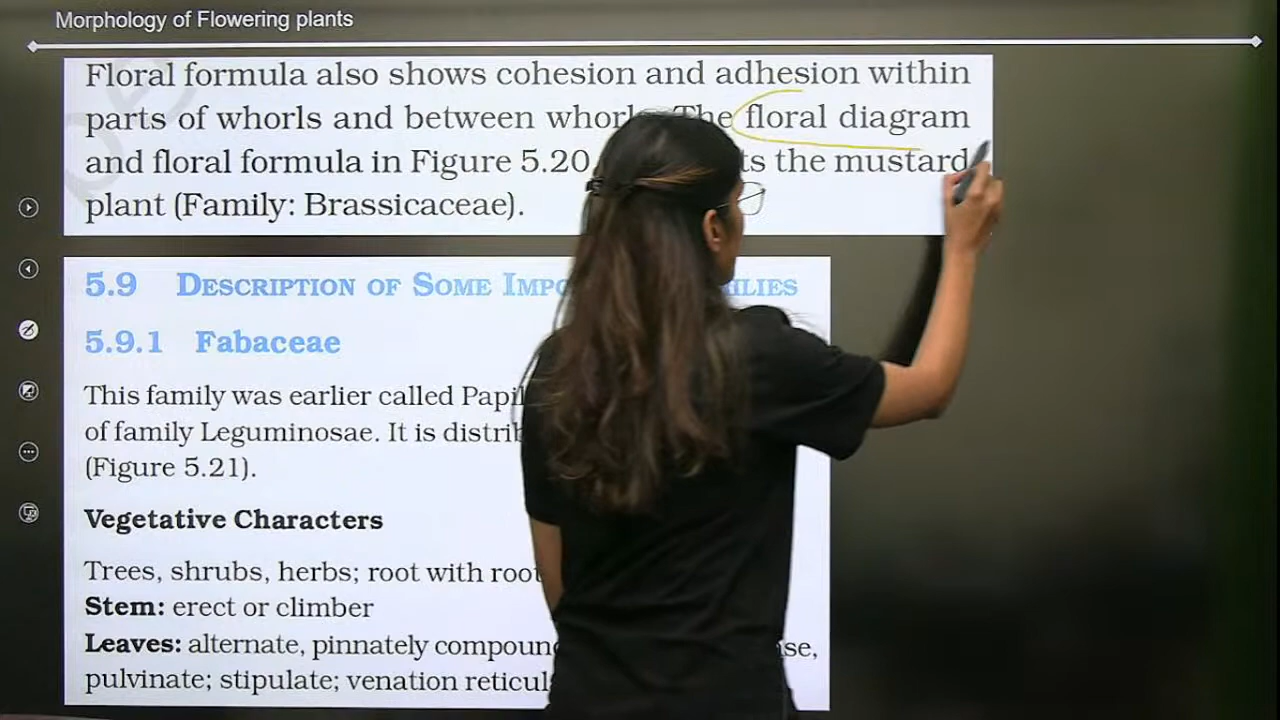 Morphology of Flowering plants
Floral formula also shows cohesion and adhesion within
parts of whorls and between The floral diagram
and floral formula in Figure 5.20 the mustard
plant (Family: Brassicaceae).
5.9 DESCRIPTION OF SOME
5.9.1 Fabaceae
This family was earlier called
of family Leguminosae. It is
(Figure 5.21).
Vegetative Characters
Trees, shrubs, herbs; root with
Stem: erect or climber
Leaves: alternate, pinnately
pulvinate; stipulate; venation